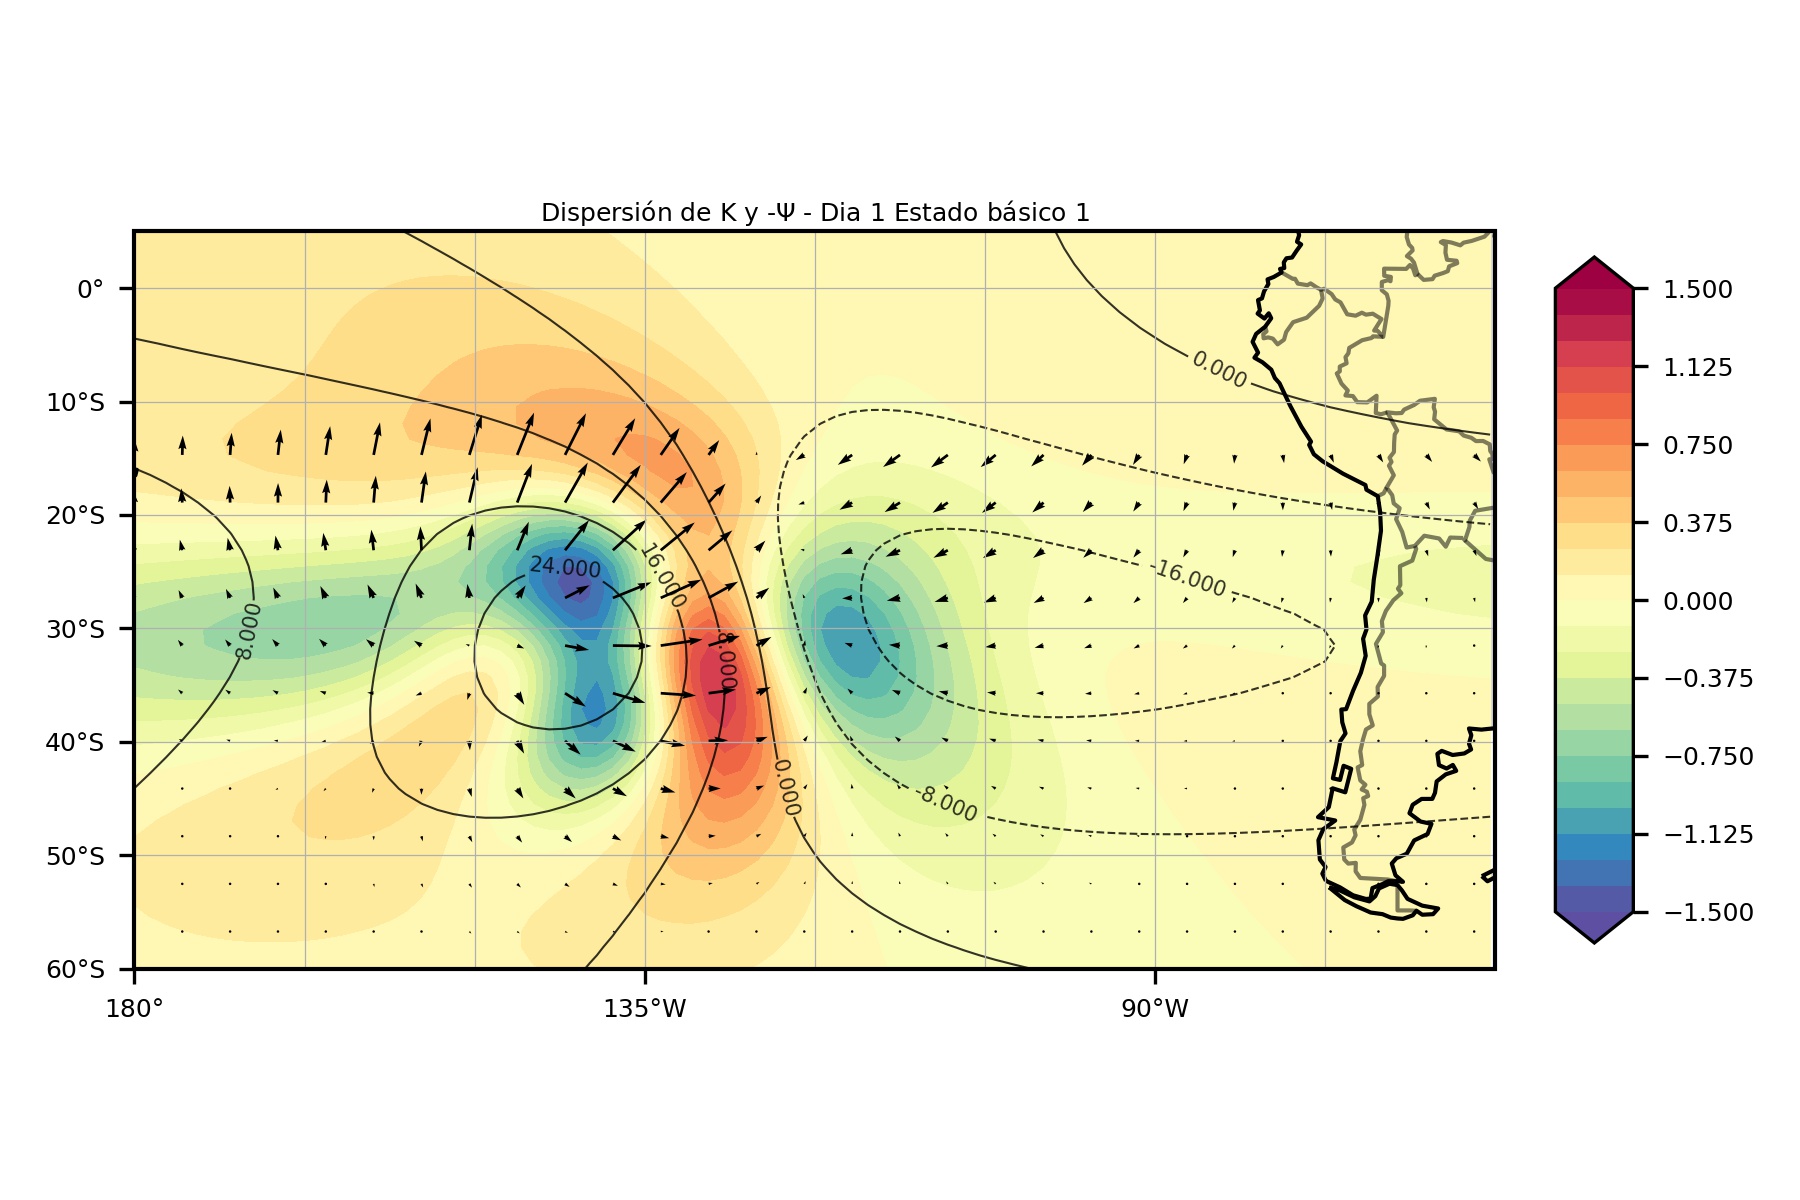 Dispersión de K y -Ψ - Dia 1 Estado básico 1
0°
10°S
20°S
30°S
40°S
50°S
60°S
180°
135°W
90°W
0.000
24.000
16.000
-16.000
8.000
8.000
0.000
-8.000
1.500
1.125
0.750
0.375
0.000
−0.375
−0.750
−1.125
−1.500